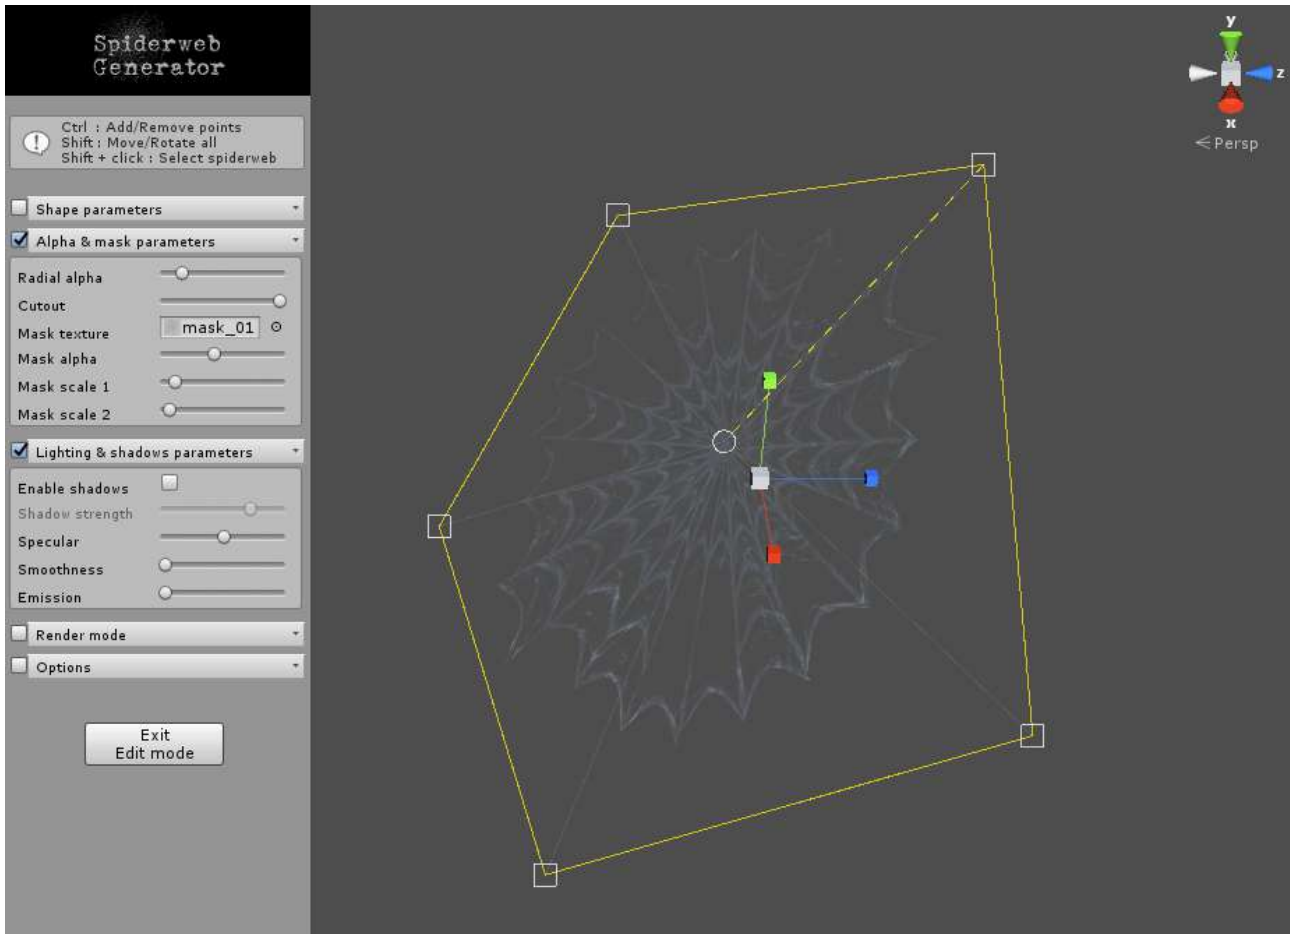 Spiderweb
Generator
Ctrl : Add/Remove points
Shift : Move/Rotate all
Shift + click : Select spiderweb
Shape parameters
Alpha & mask parameters
Radial alpha
Cutout
Mask texture mask_01
Mask alpha
Mask scale 1
Mask scale 2
Lighting & shadows parameters
Enable shadows
Shadow strength
Specular
Smoothness
Emission
Render mode
Options
Exit
Edit mode
y
z
x
Persp